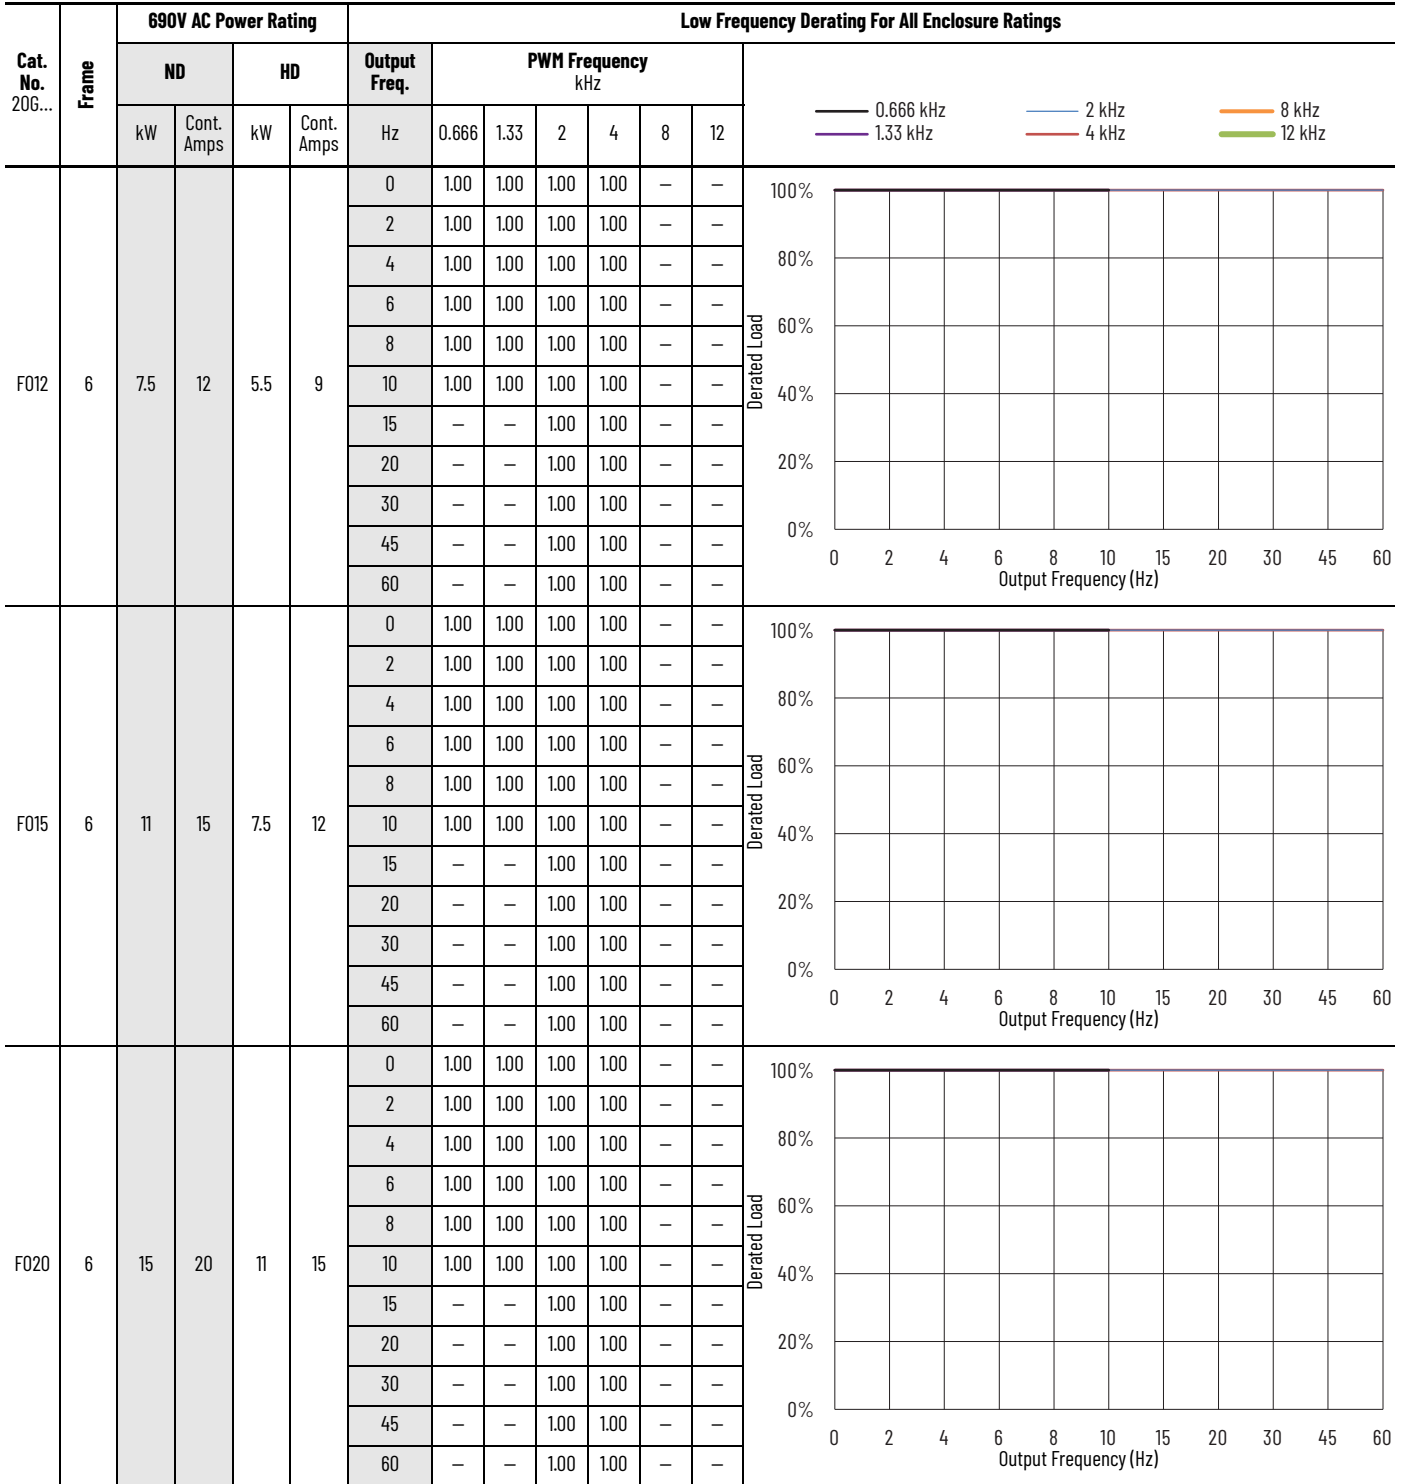 690V AC Power Rating Low Frequency Derating For All Enclosure Ratings
Cat. No. 20G... Frame ND HD Output Freq. PWM Frequency kHz
kW Cont. Amps kW Cont. Amps Hz 0.666 1.33 2 4 8 12
0.666 kHz 2 kHz 8 kHz
1.33 kHz 4 kHz 12 kHz
F012 6 7.5 12 5.5 9
0 1.00 1.00 1.00 1.00 – –
2 1.00 1.00 1.00 1.00 – –
4 1.00 1.00 1.00 1.00 – –
6 1.00 1.00 1.00 1.00 – –
8 1.00 1.00 1.00 1.00 – –
10 1.00 1.00 1.00 1.00 – –
15 – – 1.00 1.00 – –
20 – – 1.00 1.00 – –
30 – – 1.00 1.00 – –
45 – – 1.00 1.00 – –
60 – – 1.00 1.00 – –
Derated Load
100%
80%
60%
40%
20%
0%
0 2 4 6 8 10 15 20 30 45 60
Output Frequency (Hz)
F015 6 11 15 7.5 12
0 1.00 1.00 1.00 1.00 – –
2 1.00 1.00 1.00 1.00 – –
4 1.00 1.00 1.00 1.00 – –
6 1.00 1.00 1.00 1.00 – –
8 1.00 1.00 1.00 1.00 – –
10 1.00 1.00 1.00 1.00 – –
15 – – 1.00 1.00 – –
20 – – 1.00 1.00 – –
30 – – 1.00 1.00 – –
45 – – 1.00 1.00 – –
60 – – 1.00 1.00 – –
Derated Load
100%
80%
60%
40%
20%
0%
0 2 4 6 8 10 15 20 30 45 60
Output Frequency (Hz)
F020 6 15 20 11 15
0 1.00 1.00 1.00 1.00 – –
2 1.00 1.00 1.00 1.00 – –
4 1.00 1.00 1.00 1.00 – –
6 1.00 1.00 1.00 1.00 – –
8 1.00 1.00 1.00 1.00 – –
10 1.00 1.00 1.00 1.00 – –
15 – – 1.00 1.00 – –
20 – – 1.00 1.00 – –
30 – – 1.00 1.00 – –
45 – – 1.00 1.00 – –
60 – – 1.00 1.00 – –
Derated Load
100%
80%
60%
40%
20%
0%
0 2 4 6 8 10 15 20 30 45 60
Output Frequency (Hz)